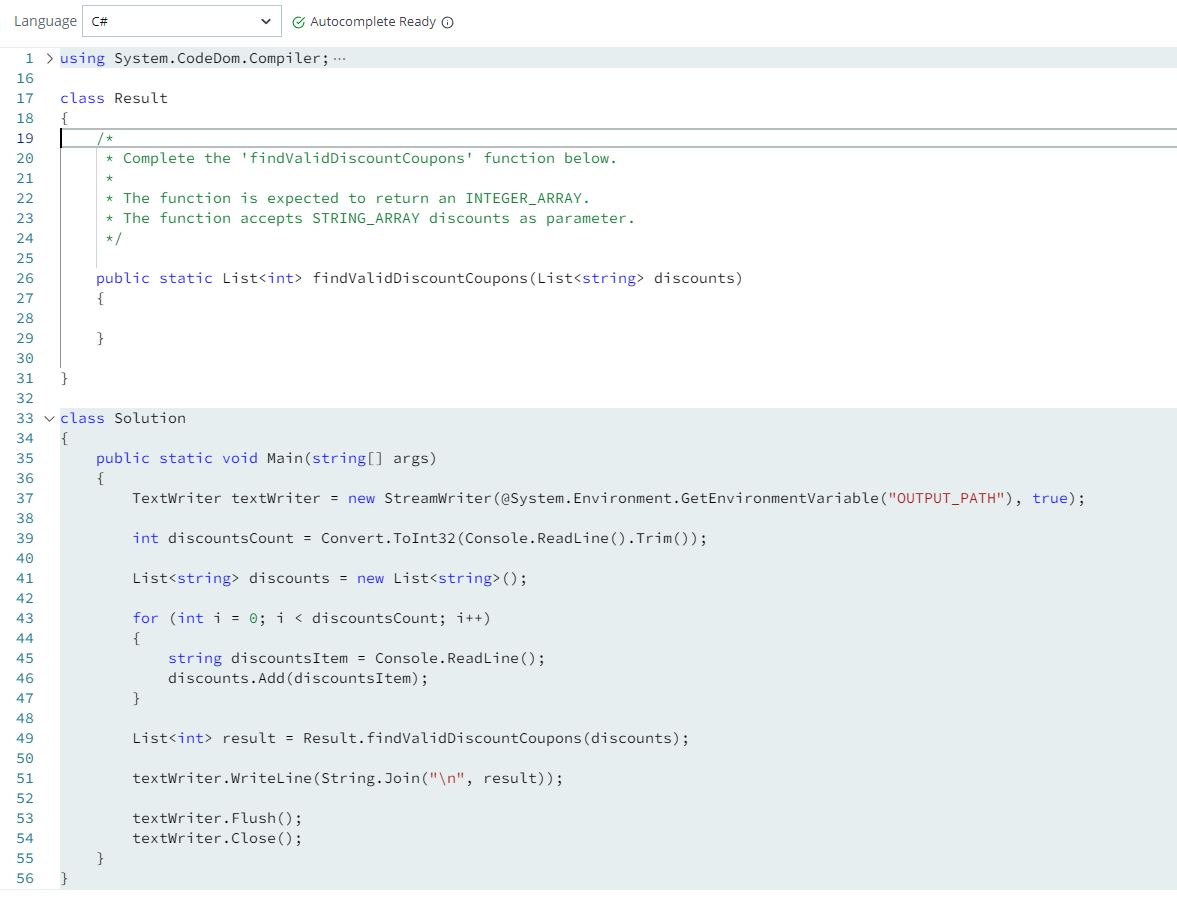 Language C# Autocomplete Ready
1 using System.CodeDom.Compiler; ···
16
17 class Result
18 {
19 /*
20 * Complete the 'findValidDiscountCoupons' function below.
21 *
22 * The function is expected to return an INTEGER_ARRAY.
23 * The function accepts STRING_ARRAY discounts as parameter.
24 */
25
26 public static List<int> findValidDiscountCoupons(List<string> discounts)
27 {
28
29 }
30
31 }
32
33 class Solution
34 {
35 public static void Main(string[] args)
36 {
37 TextWriter textWriter = new StreamWriter(@System.Environment.GetEnvironmentVariable("OUTPUT_PATH"), true);
38
39 int discountsCount = Convert.ToInt32(Console.ReadLine().Trim());
40
41 List<string> discounts = new List<string>();
42
43 for (int i = 0; i < discountsCount; i++)
44 {
45 string discountsItem = Console.ReadLine();
46 discounts.Add(discountsItem);
47 }
48
49 List<int> result = Result.findValidDiscountCoupons(discounts);
50
51 textWriter.WriteLine(String.Join("\n", result));
52
53 textWriter.Flush();
54 textWriter.Close();
55 }
56 }